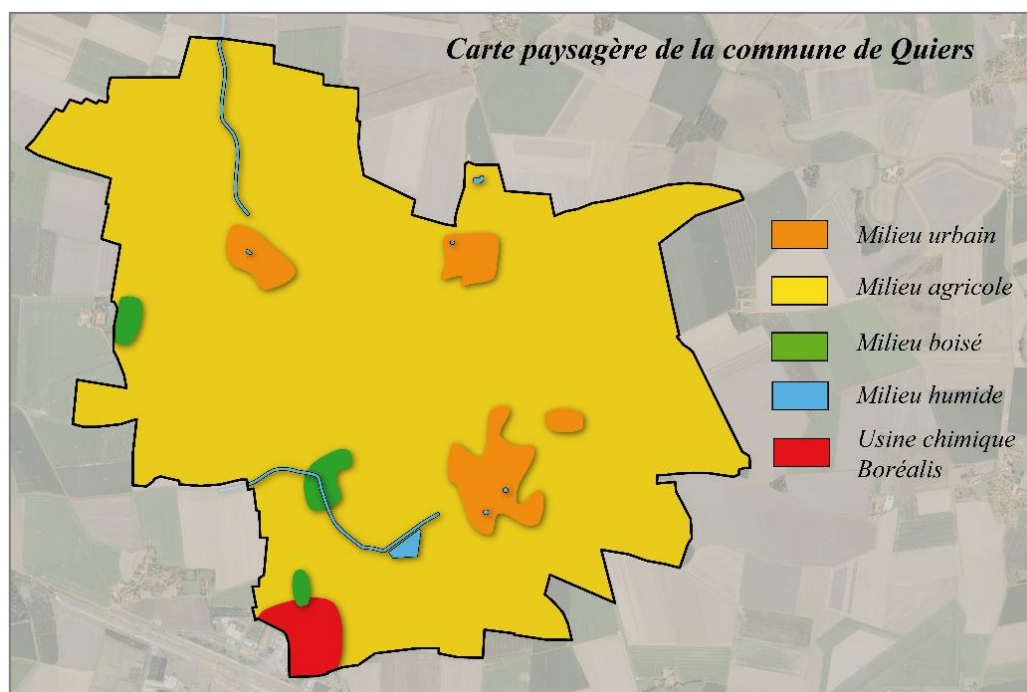 Carte paysagère de la commune de Quiers
Milieu urbain
Milieu agricole
Milieu boisé
Milieu humide
Usine chimique
Boréalis